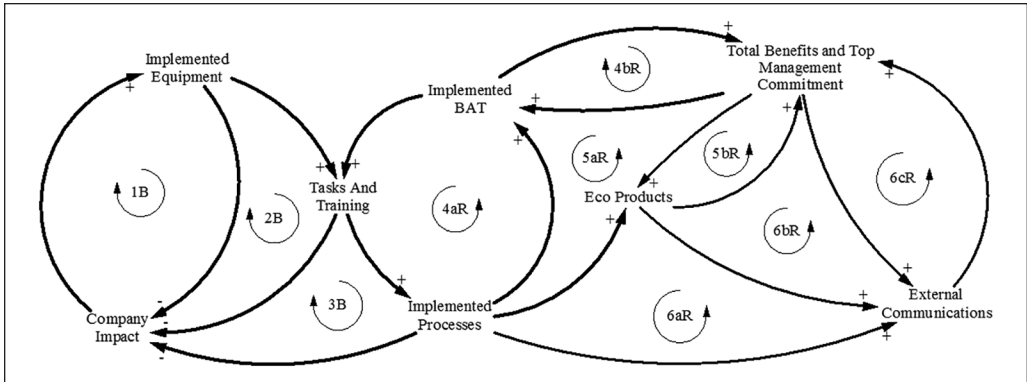 Implemented
Equipment
+
1B
2B
Company
Impact
-
-
-
+
+
Tasks And
Training
3B
Implemented
BAT
+
+
4aR
+
Implemented
Processes
4bR
+
Total Benefits and Top
Management
Commitment
+
+
5aR
5bR
+
Eco Products
+
6aR
6bR
6cR
+
+
+
External
Communications